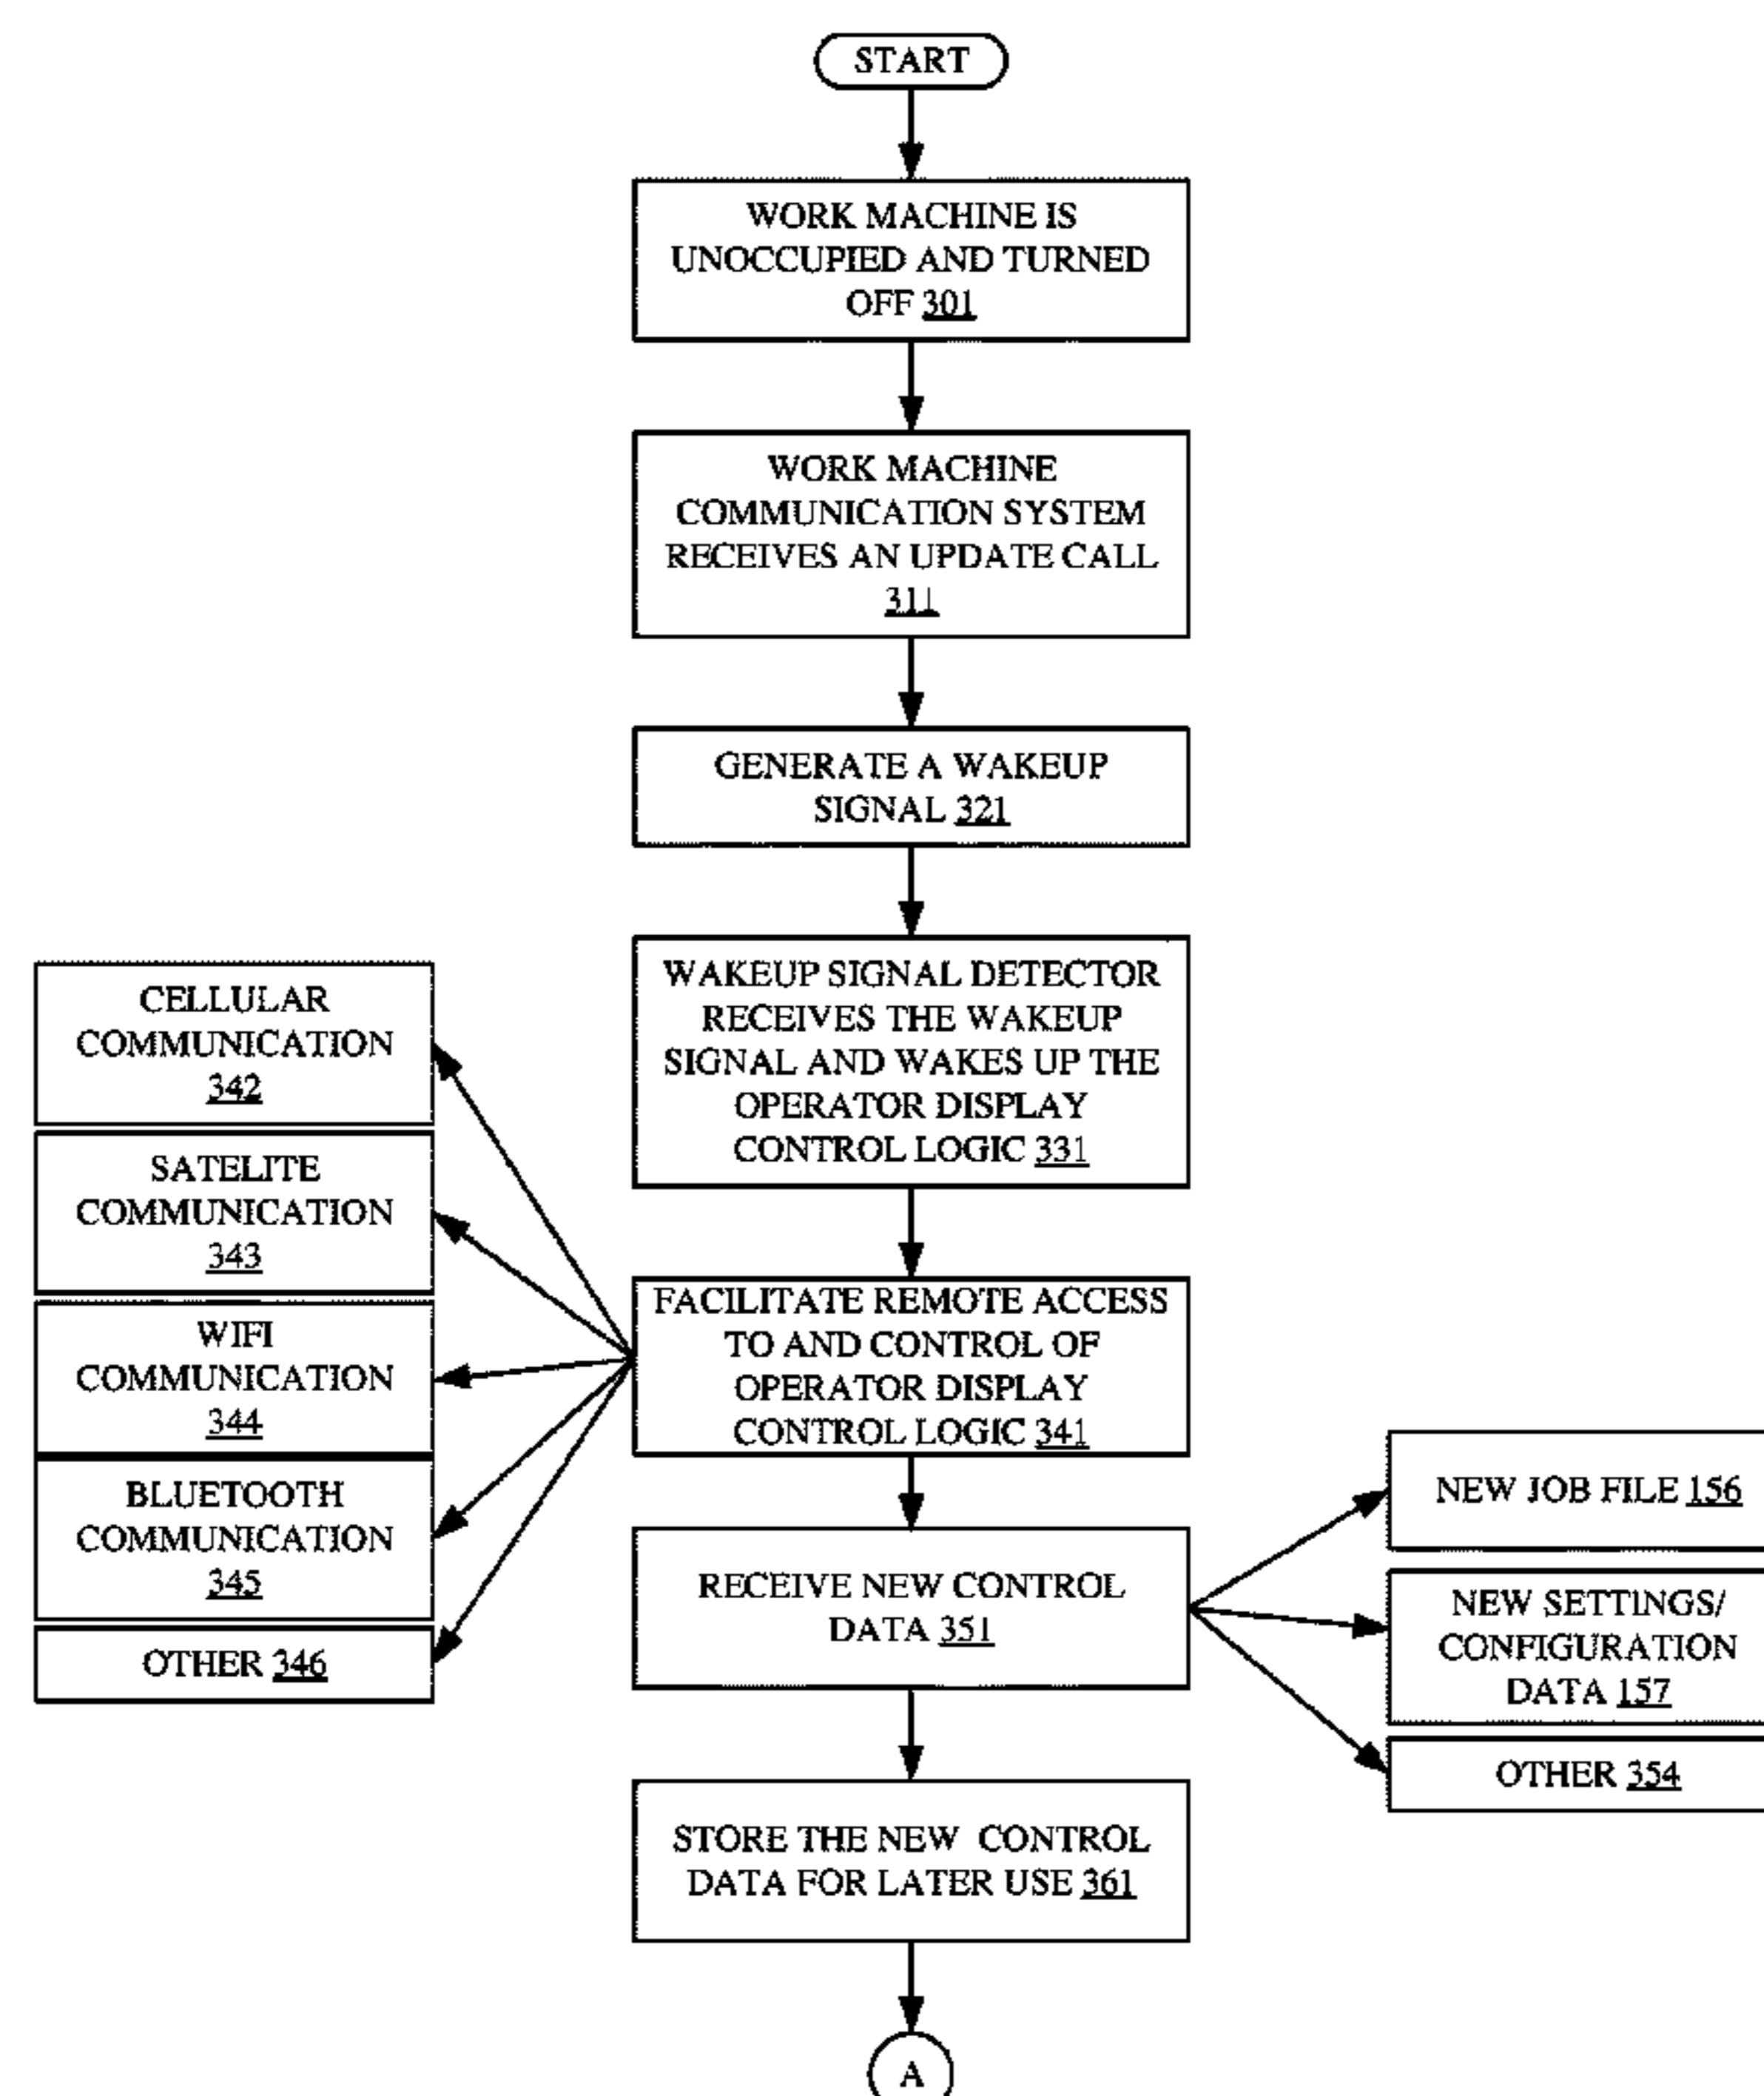 START
WORK MACHINE IS
UNOCCUPIED AND TURNED
OFF 301
WORK MACHINE
COMMUNICATION SYSTEM
RECEIVES AN UPDATE CALL
311
GENERATE A WAKEUP
SIGNAL 321
WAKEUP SIGNAL DETECTOR
RECEIVES THE WAKEUP
SIGNAL AND WAKES UP THE
OPERATOR DISPLAY
CONTROL LOGIC 331
FACILITATE REMOTE ACCESS
TO AND CONTROL OF
OPERATOR DISPLAY
CONTROL LOGIC 341
CELLULAR
COMMUNICATION
342
SATELITE
COMMUNICATION
343
WIFI
COMMUNICATION
344
BLUETOOTH
COMMUNICATION
345
OTHER 346
RECEIVE NEW CONTROL
DATA 351
NEW JOB FILE 156
NEW SETTINGS/
CONFIGURATION
DATA 157
OTHER 354
STORE THE NEW CONTROL
DATA FOR LATER USE 361
A